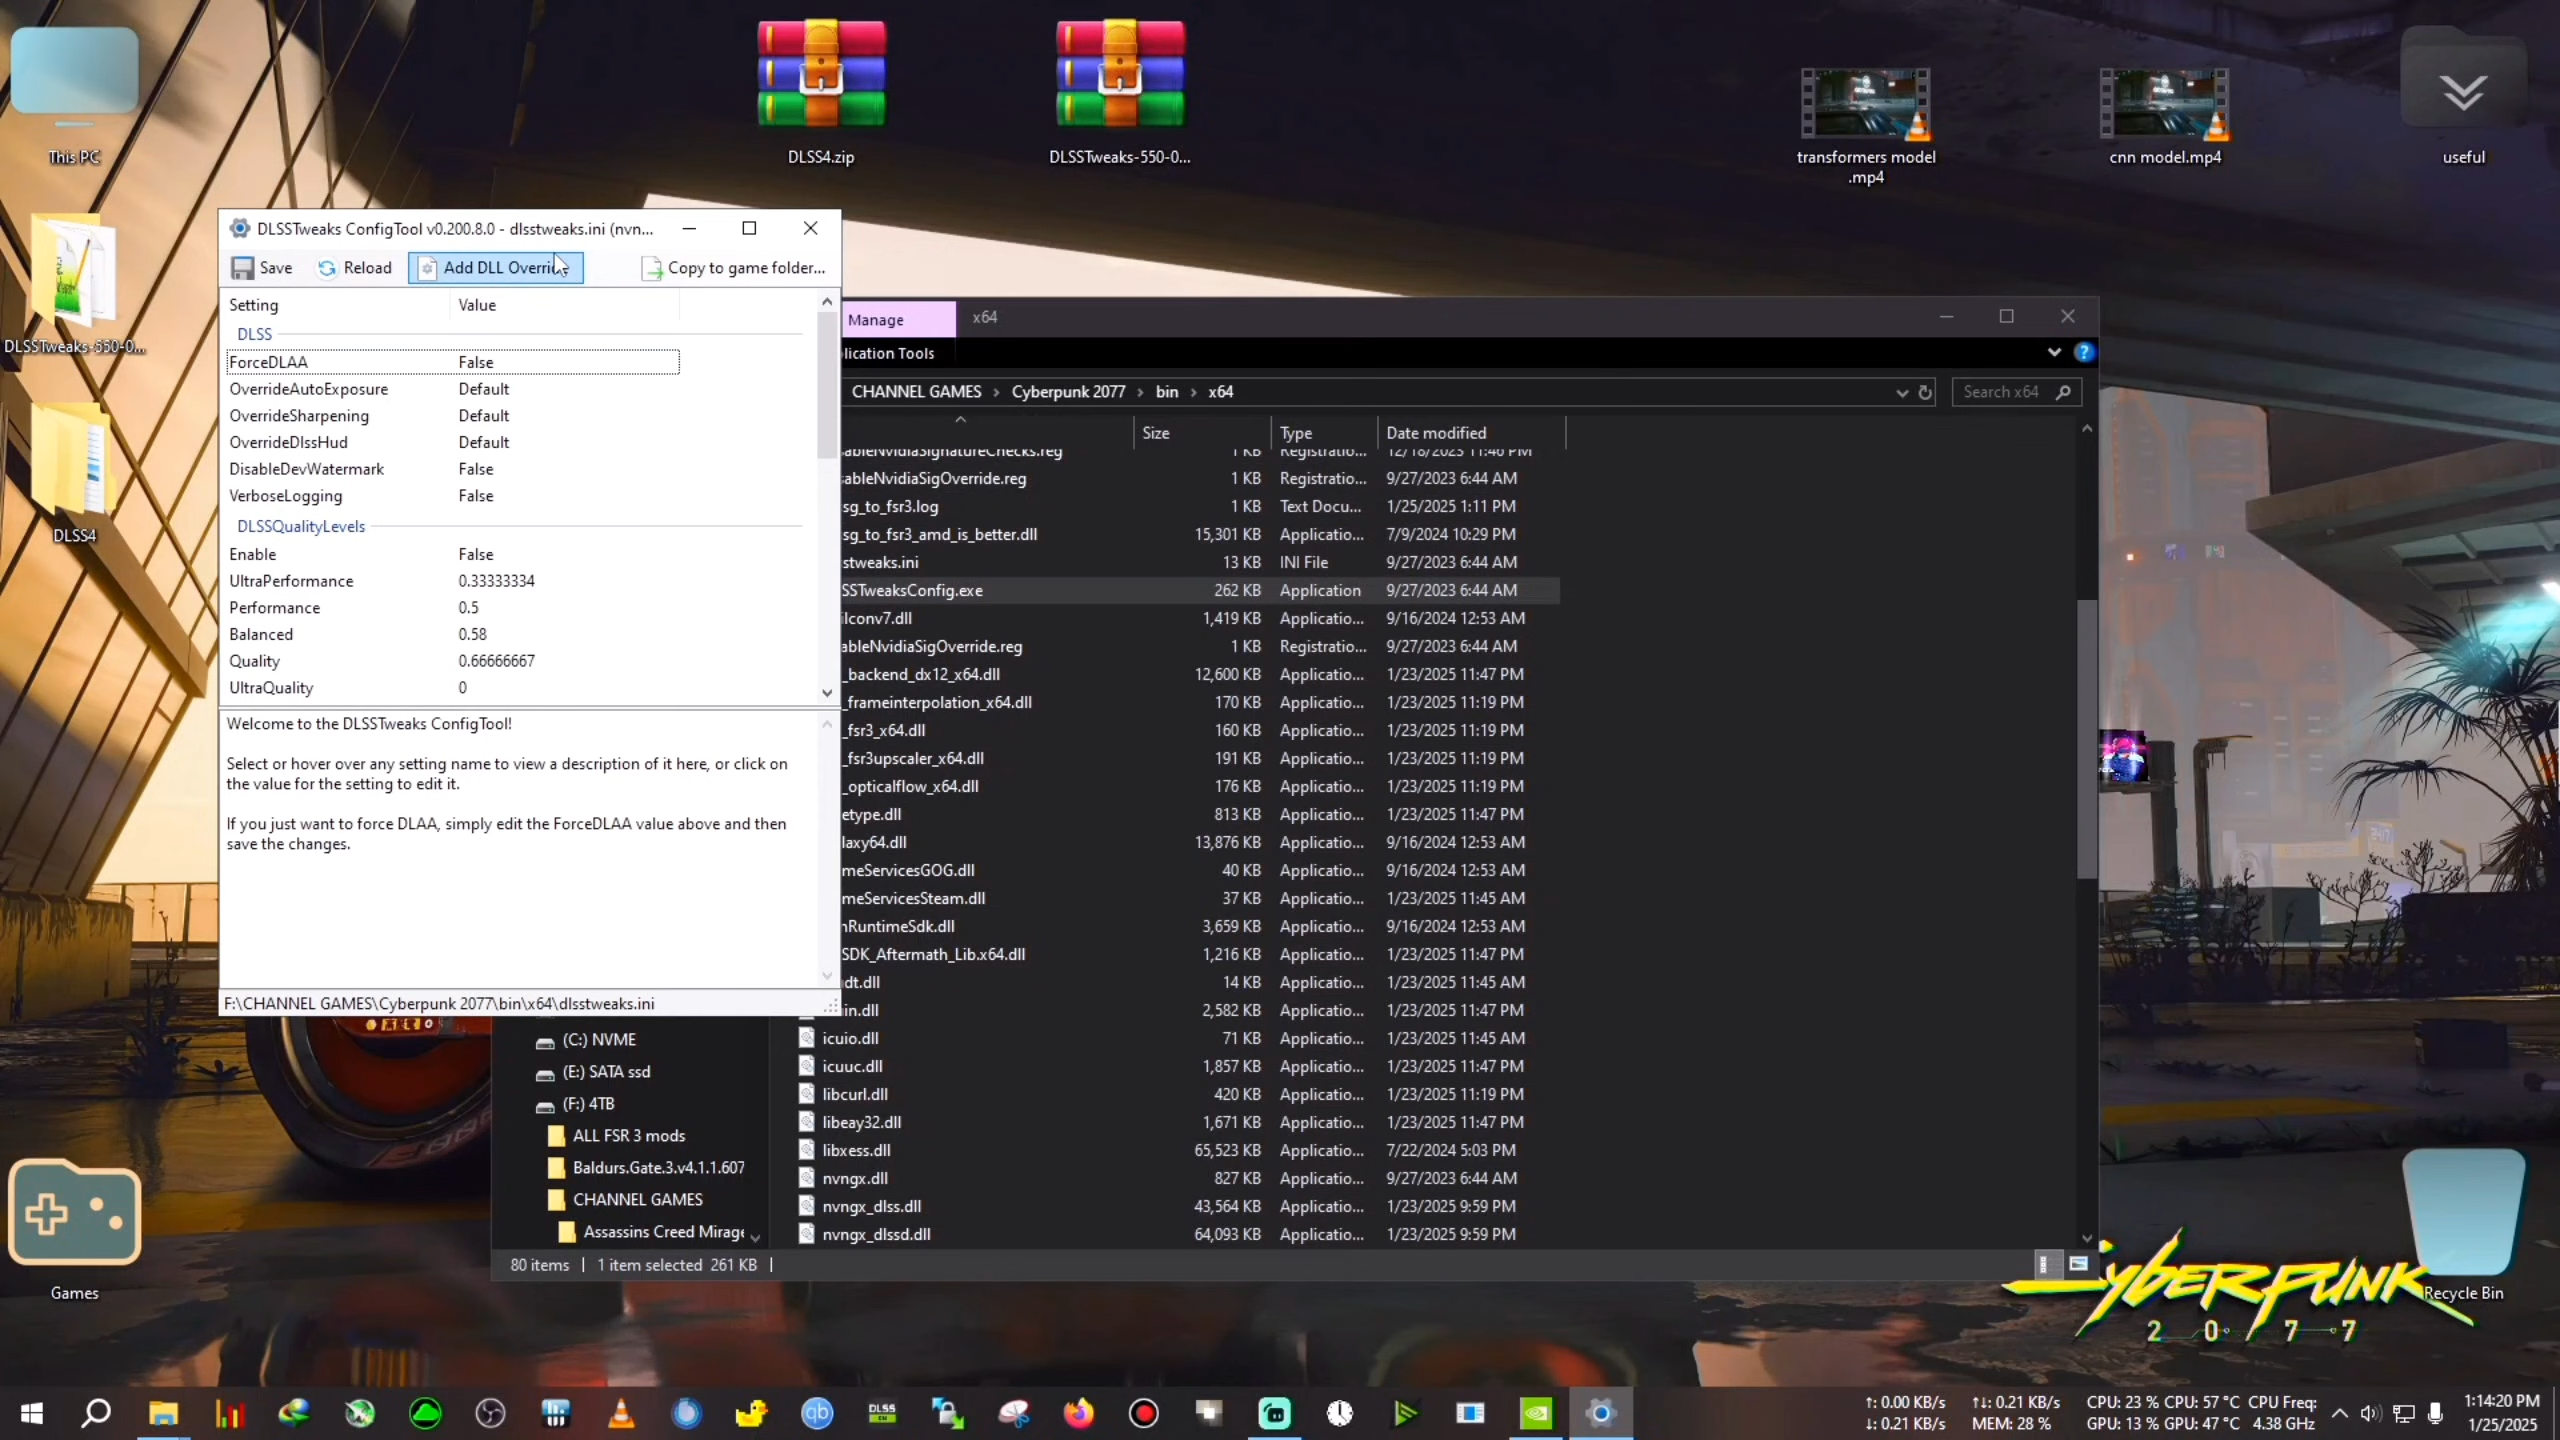 This PC
DLSSTweaks-550-0...
DLSS4
Games
DLSS4.zip
DLSSTweaks-550-0...
transformers model
.mp4
cnn model.mp4
useful
DLSSTweaks ConfigTool v0.200.8.0 - dlsstweaks.ini (nvn...
Save
Reload
Add DLL Overri
Copy to game folder...
Setting Value
DLSS
ForceDLAA False
OverrideAutoExposure Default
OverrideSharpening Default
OverrideDlssHud Default
DisableDevWatermark False
VerboseLogging False
DLSSQualityLevels
Enable False
UltraPerformance 0.33333334
Performance 0.5
Balanced 0.58
Quality 0.66666667
UltraQuality 0
Welcome to the DLSSTweaks ConfigTool!
Select or hover over any setting name to view a description of it here, or click on
the value for the setting to edit it.
If you just want to force DLAA, simply edit the ForceDLAA value above and then
save the changes.
F:\CHANNEL GAMES\Cyberpunk 2077\bin\x64\dlsstweaks.ini
Manage x64
lication Tools
CHANNEL GAMES › Cyberpunk 2077 › bin › x64
Search x64
Size Type Date modified
sableNvidiaSignatureChecks.reg 1 KB Registratio... 12/18/2023 11:46 PM
sableNvidiaSigOverride.reg 1 KB Registratio... 9/27/2023 6:44 AM
sg_to_fsr3.log 1 KB Text Docu... 1/25/2025 1:11 PM
sg_to_fsr3_amd_is_better.dll 15,301 KB Applicatio... 7/9/2024 10:29 PM
stweaks.ini 13 KB INI File 9/27/2023 6:44 AM
SSTweaksConfig.exe 262 KB Application 9/27/2023 6:44 AM
ilconv7.dll 1,419 KB Applicatio... 9/16/2024 12:53 AM
ableNvidiaSigOverride.reg 1 KB Registratio... 9/27/2023 6:44 AM
_backend_dx12_x64.dll 12,600 KB Applicatio... 1/23/2025 11:47 PM
_frameinterpolation_x64.dll 170 KB Applicatio... 1/23/2025 11:19 PM
_fsr3_x64.dll 160 KB Applicatio... 1/23/2025 11:19 PM
_fsr3upscaler_x64.dll 191 KB Applicatio... 1/23/2025 11:19 PM
_opticalflow_x64.dll 176 KB Applicatio... 1/23/2025 11:19 PM
etype.dll 813 KB Applicatio... 1/23/2025 11:47 PM
laxy64.dll 13,876 KB Applicatio... 9/16/2024 12:53 AM
meServicesGOG.dll 40 KB Applicatio... 9/16/2024 12:53 AM
meServicesSteam.dll 37 KB Applicatio... 1/23/2025 11:45 AM
nRuntimeSdk.dll 3,659 KB Applicatio... 9/16/2024 12:53 AM
SDK_Aftermath_Lib.x64.dll 1,216 KB Applicatio... 1/23/2025 11:47 PM
dt.dll 14 KB Applicatio... 1/23/2025 11:45 AM
in.dll 2,582 KB Applicatio... 1/23/2025 11:47 PM
icuio.dll 71 KB Applicatio... 1/23/2025 11:45 AM
icuuc.dll 1,857 KB Applicatio... 1/23/2025 11:47 PM
libcurl.dll 420 KB Applicatio... 1/23/2025 11:19 PM
libeay32.dll 1,671 KB Applicatio... 1/23/2025 11:47 PM
libxess.dll 65,523 KB Applicatio... 7/22/2024 5:03 PM
nvngx.dll 827 KB Applicatio... 9/27/2023 6:44 AM
nvngx_dlss.dll 43,564 KB Applicatio... 1/23/2025 9:59 PM
nvngx_dlssd.dll 64,093 KB Applicatio... 1/23/2025 9:59 PM
(C:) NVME
(E:) SATA ssd
(F:) 4TB
ALL FSR 3 mods
Baldurs.Gate.3.v4.1.1.607
CHANNEL GAMES
Assassins Creed Mirage
80 items 1 item selected 261 KB
CYBERPUNK
2077
Recycle Bin
DLSS
↑: 0.00 KB/s
↓: 0.21 KB/s
↑↓: 0.21 KB/s
MEM: 28 %
CPU: 23 % CPU: 57 °C CPU Freq:
GPU: 13 % GPU: 47 °C 4.38 GHz
1:14:20 PM
1/25/2025